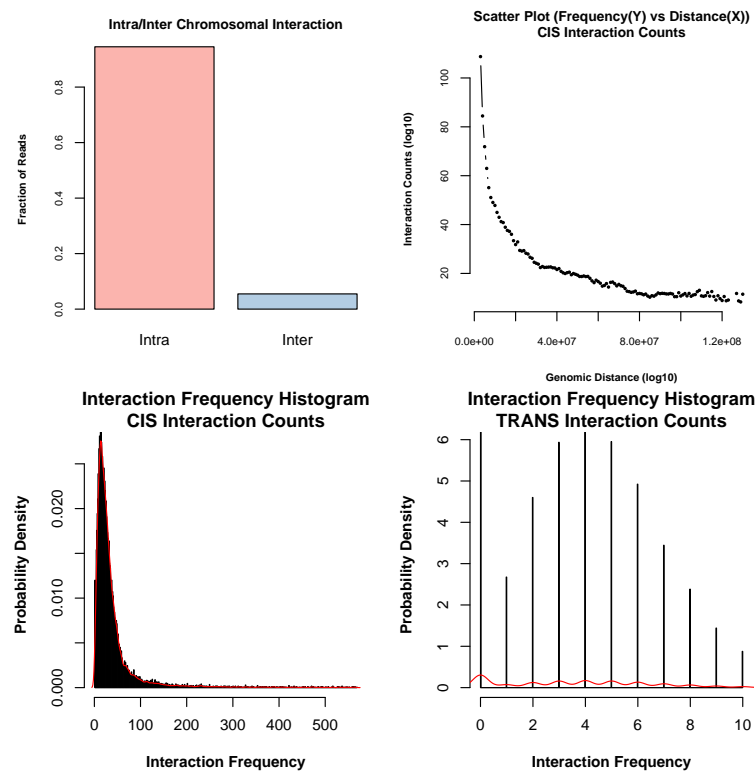 Intra/Inter Chromosomal Interaction
Fraction of Reads
0.0
0.2
0.4
0.6
0.8
Intra
Inter
Scatter Plot (Frequency(Y) vs Distance(X))
CIS Interaction Counts
Interaction Counts (log10)
20
40
60
80
100
0.0e+00
4.0e+07
8.0e+07
1.2e+08
Genomic Distance (log10)
Interaction Frequency Histogram
CIS Interaction Counts
Probability Density
0.000
0.010
0.020
0
100
200
300
400
500
Interaction Frequency
Interaction Frequency Histogram
TRANS Interaction Counts
Probability Density
0
1
2
3
4
5
6
0
2
4
6
8
10
Interaction Frequency